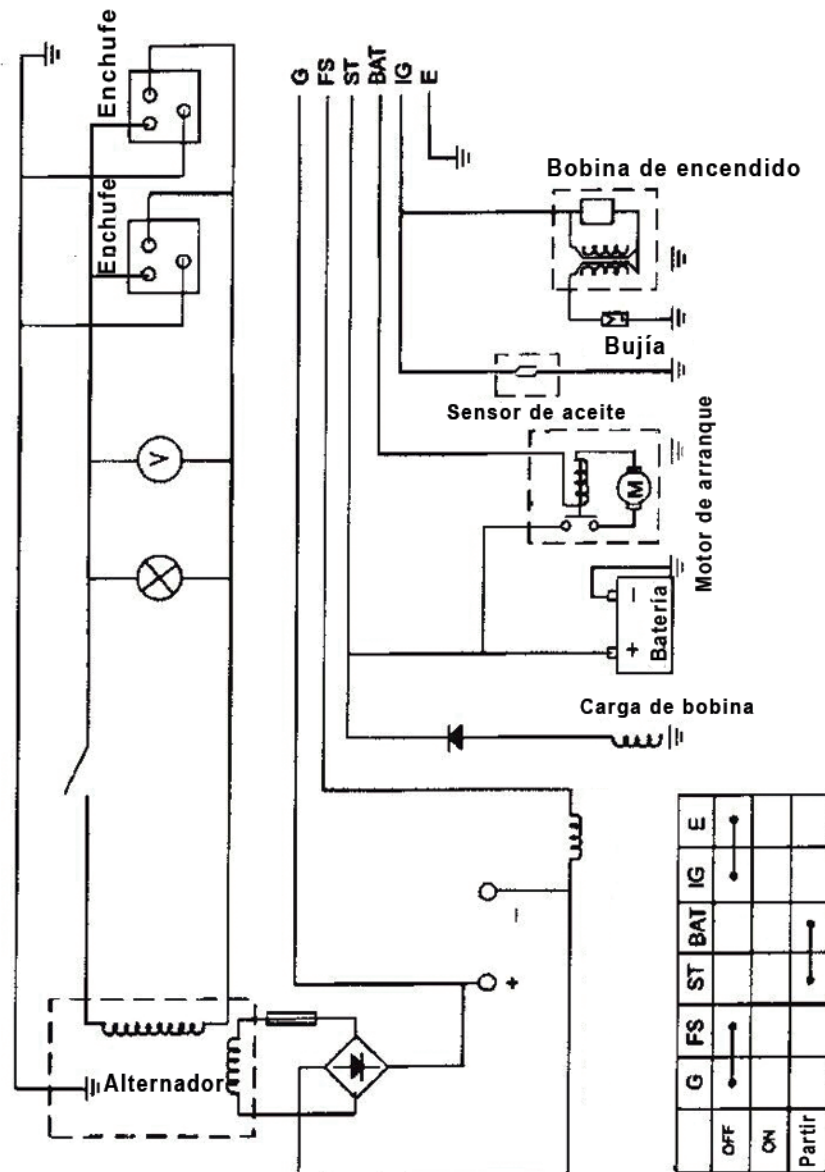 Enchufe
Enchufe
G
FS
ST
BAT
IG
E
Bobina de encendido
Bujía
Sensor de aceite
Motor de arranque
V
M
Batería
+
−
Carga de bobina
−
+
Alternador
G FS ST BAT IG E
OFF
ON
Partir